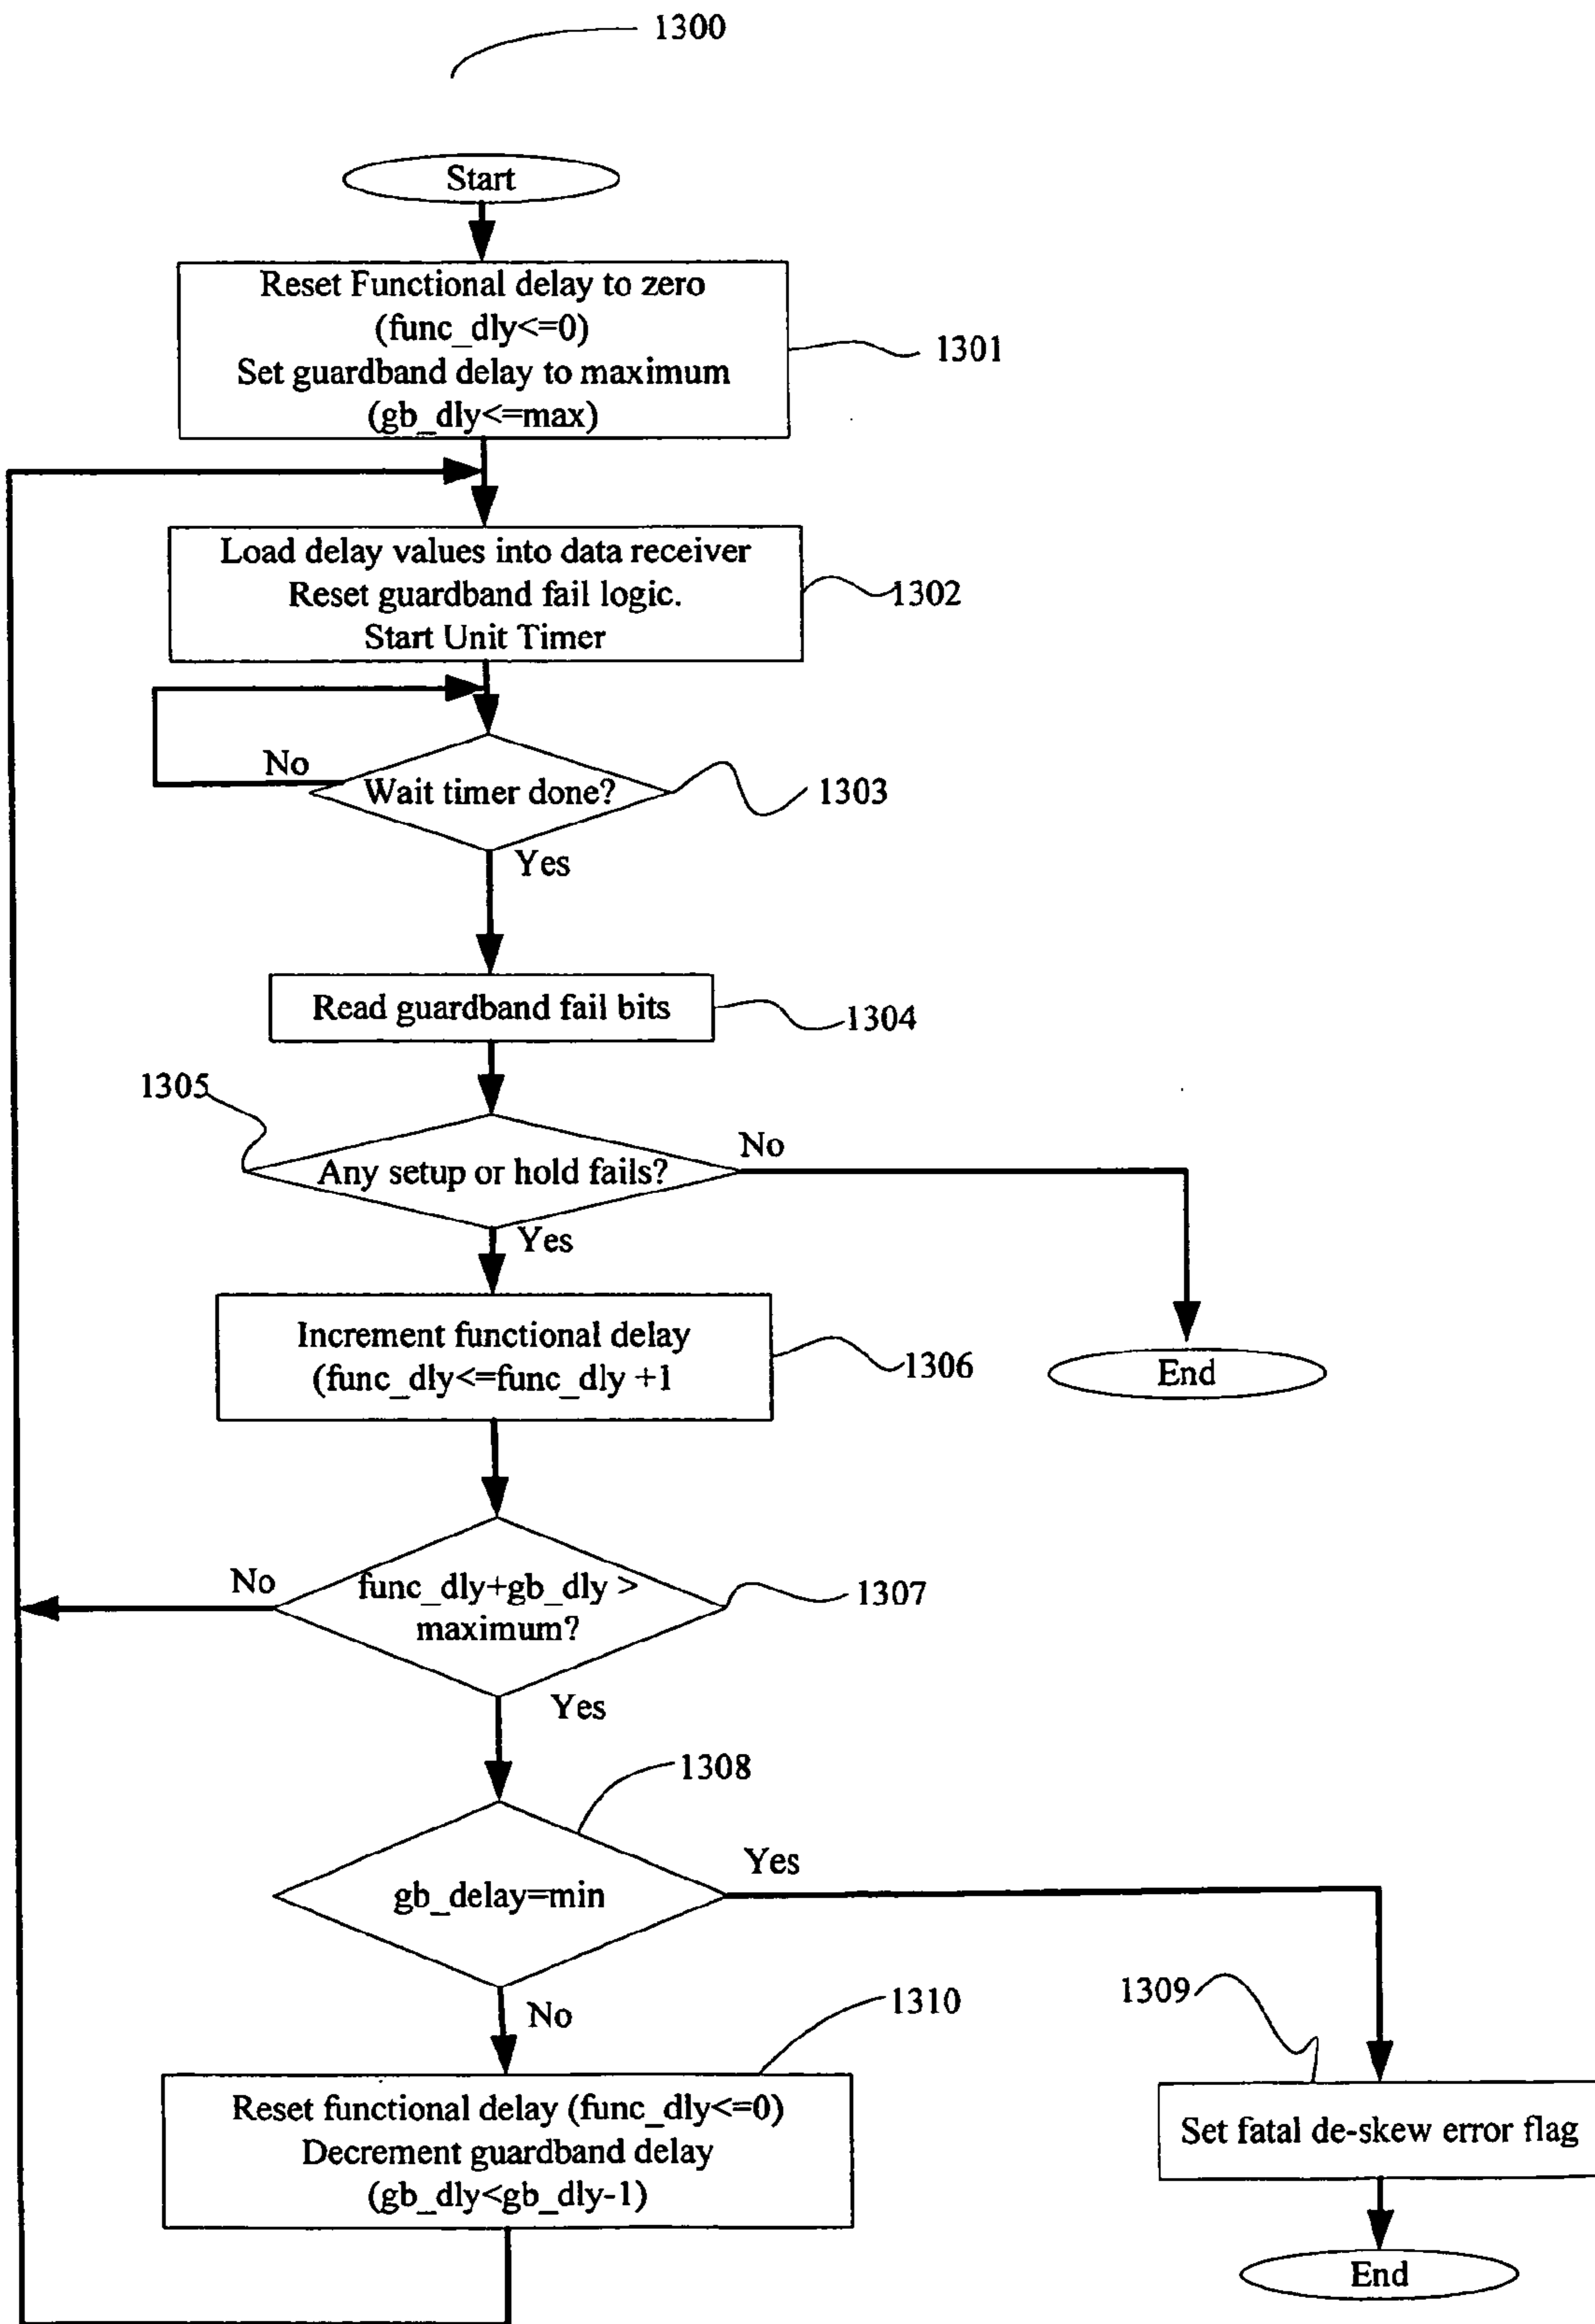 1300
Start
Reset Functional delay to zero
(func_dly<=0)
Set guardband delay to maximum
(gb_dly<=max)
1301
Load delay values into data receiver
Reset guardband fail logic.
Start Unit Timer
1302
No
Wait timer done?
1303
Yes
Read guardband fail bits
1304
1305
Any setup or hold fails?
No
Yes
Increment functional delay
(func_dly<=func_dly +1
1306
End
No
func_dly+gb_dly >
maximum?
1307
Yes
1308
gb_delay=min
Yes
No
1310
1309
Reset functional delay (func_dly<=0)
Decrement guardband delay
(gb_dly<gb_dly-1)
Set fatal de-skew error flag
End